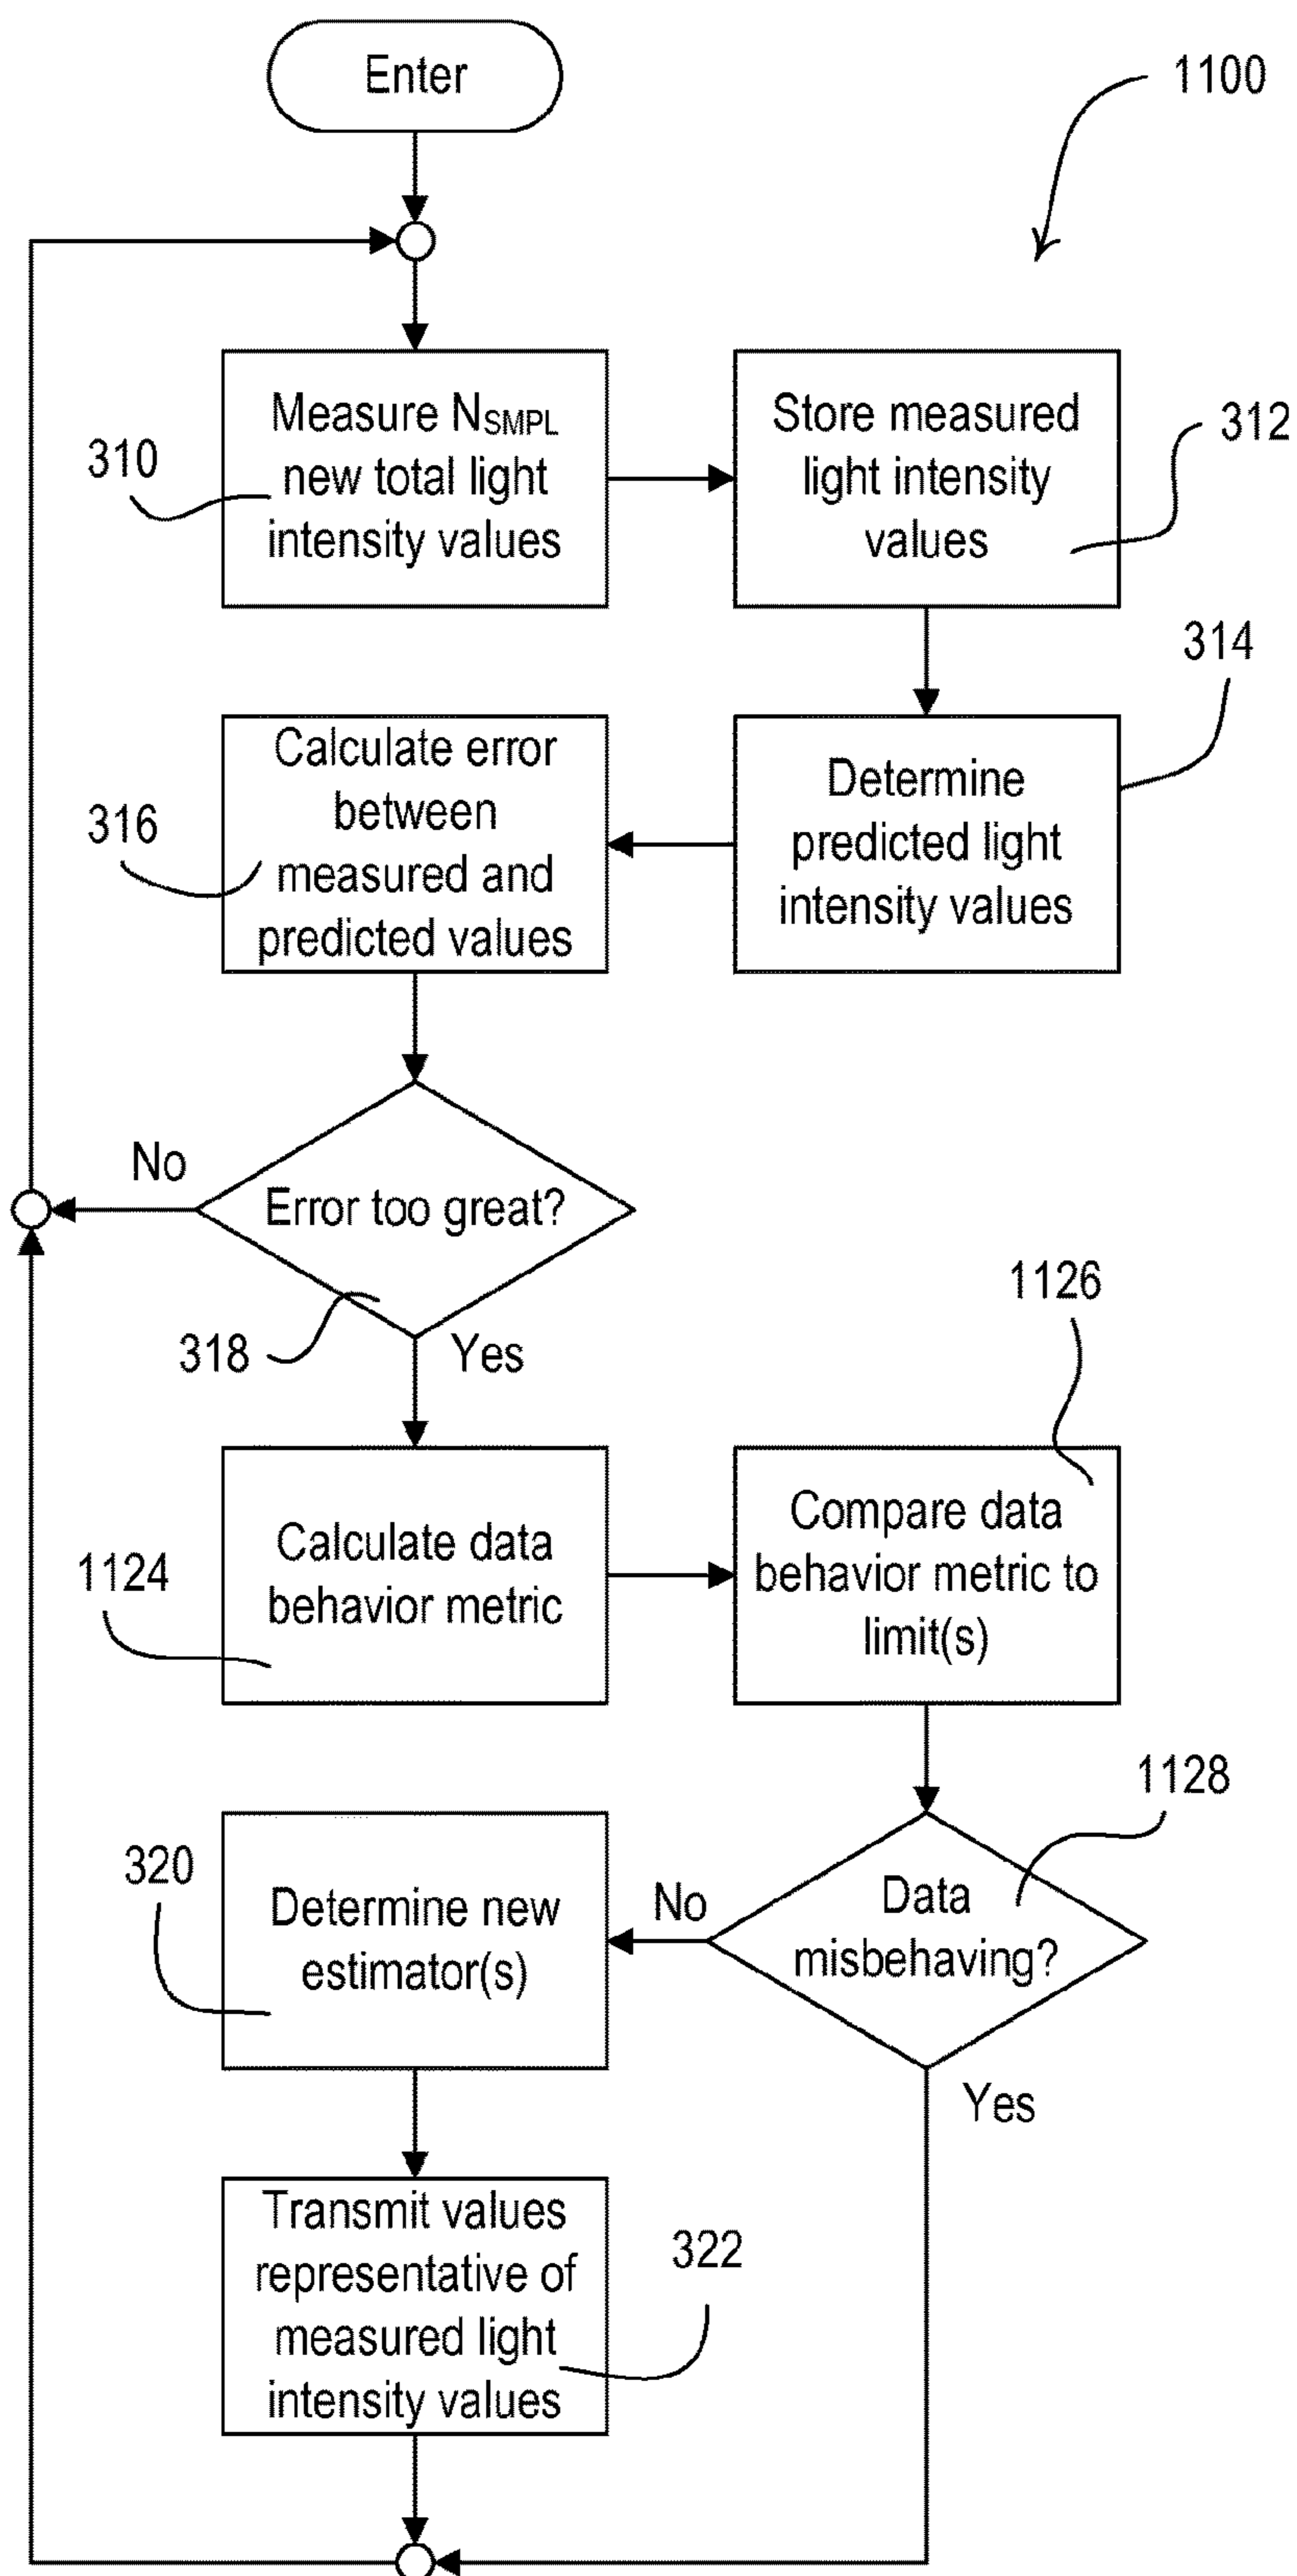 Enter
1100
Measure NSMPL
new total light
intensity values
310
Store measured
light intensity
values
312
314
Calculate error
between
measured and
predicted values
316
Determine
predicted light
intensity values
No
Error too great?
318
Yes
1126
Calculate data
behavior metric
1124
Compare data
behavior metric to
limit(s)
1128
320
Determine new
estimator(s)
No
Data
misbehaving?
Yes
Transmit values
representative of
measured light
intensity values
322